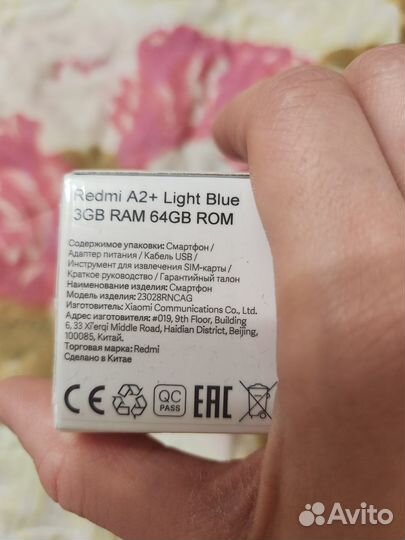 Redmi A2+ Light Blue
3GB RAM 64GB ROM
Содержимое упаковки: Смартфон /
Адаптер питания / Кабель USB /
Инструмент для извлечения SIM-карты /
Краткое руководство / Гарантийный талон
Наименование изделия: Смартфон
Модель изделия: 23028RNCAG
Изготовитель: Xiaomi Communications Co., Ltd.
Адрес изготовителя: #019, 9th Floor, Building
6, 33 Xi'erqi Middle Road, Haidian District, Beijing,
100085, Китай.
Торговая марка: Redmi
Сделано в Китае
CE QC PASS EAC
Avito